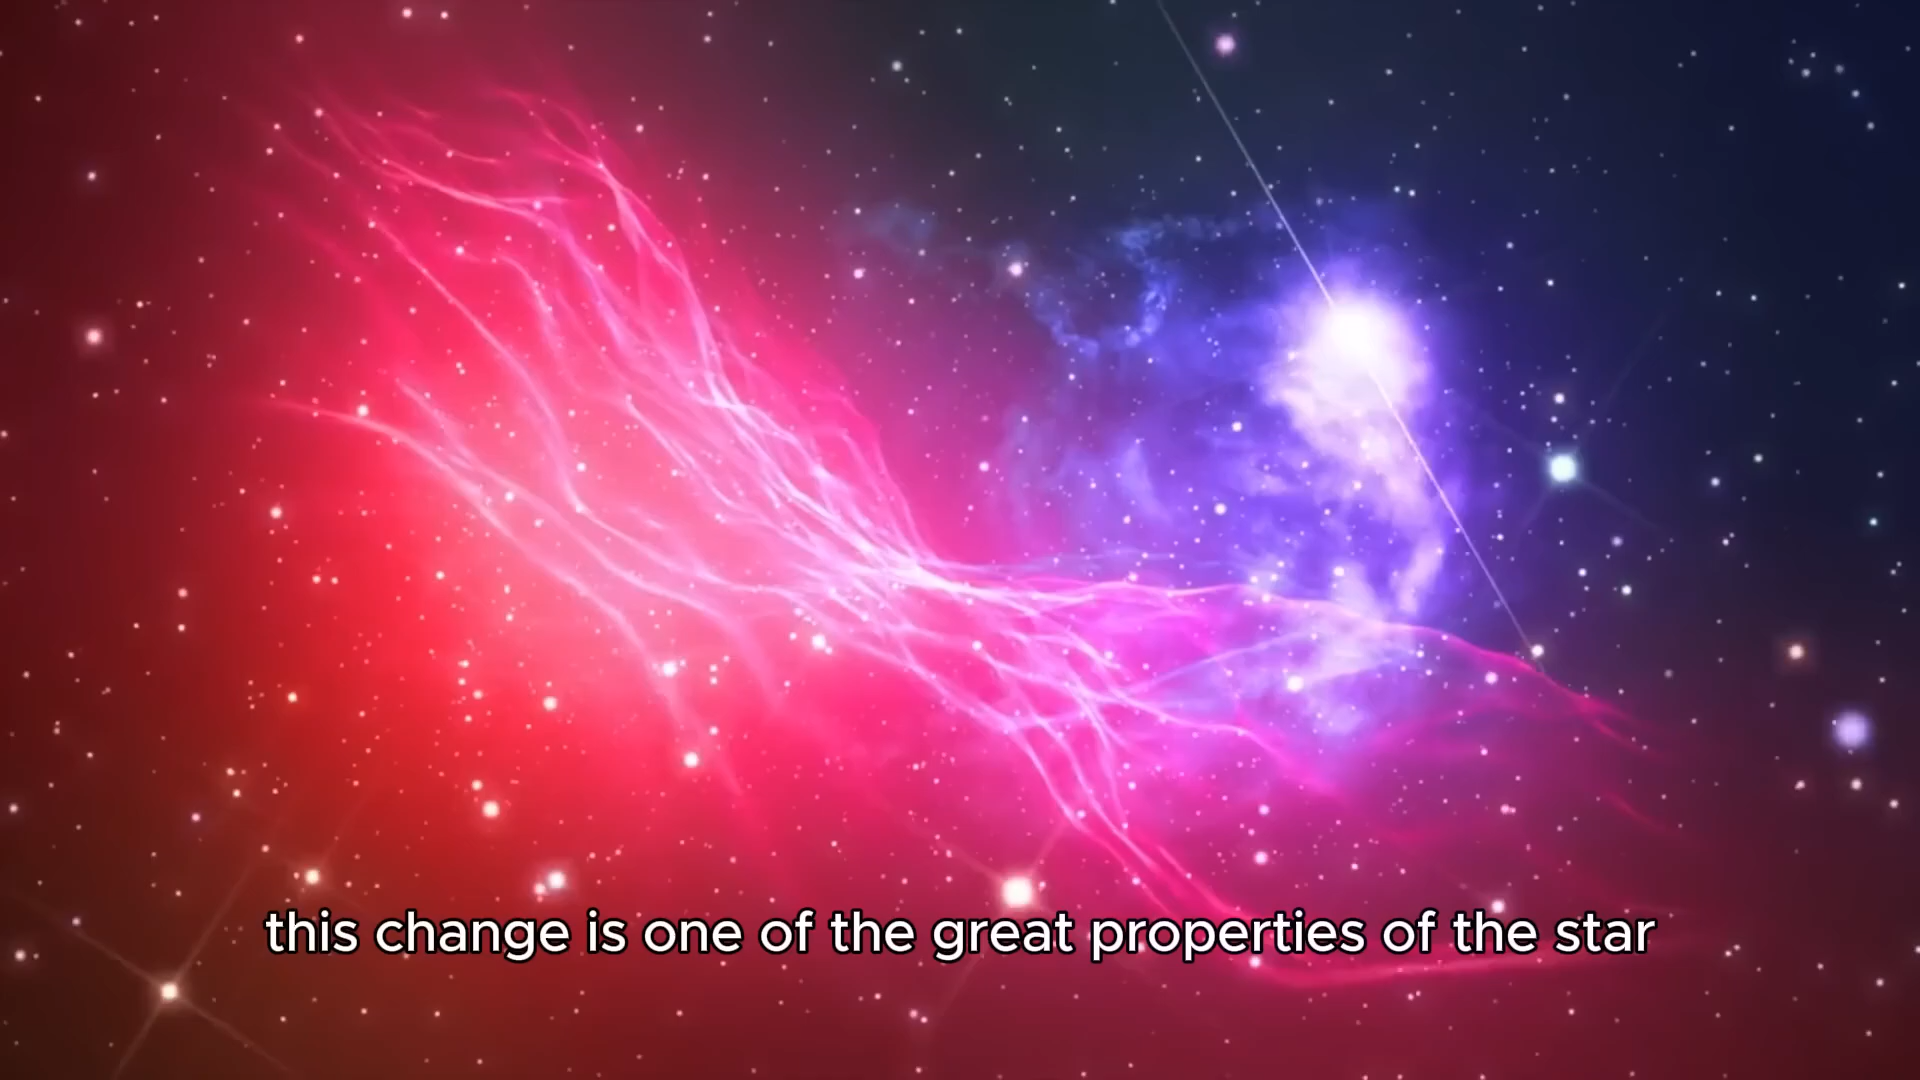 this change is one of the great properties of the star